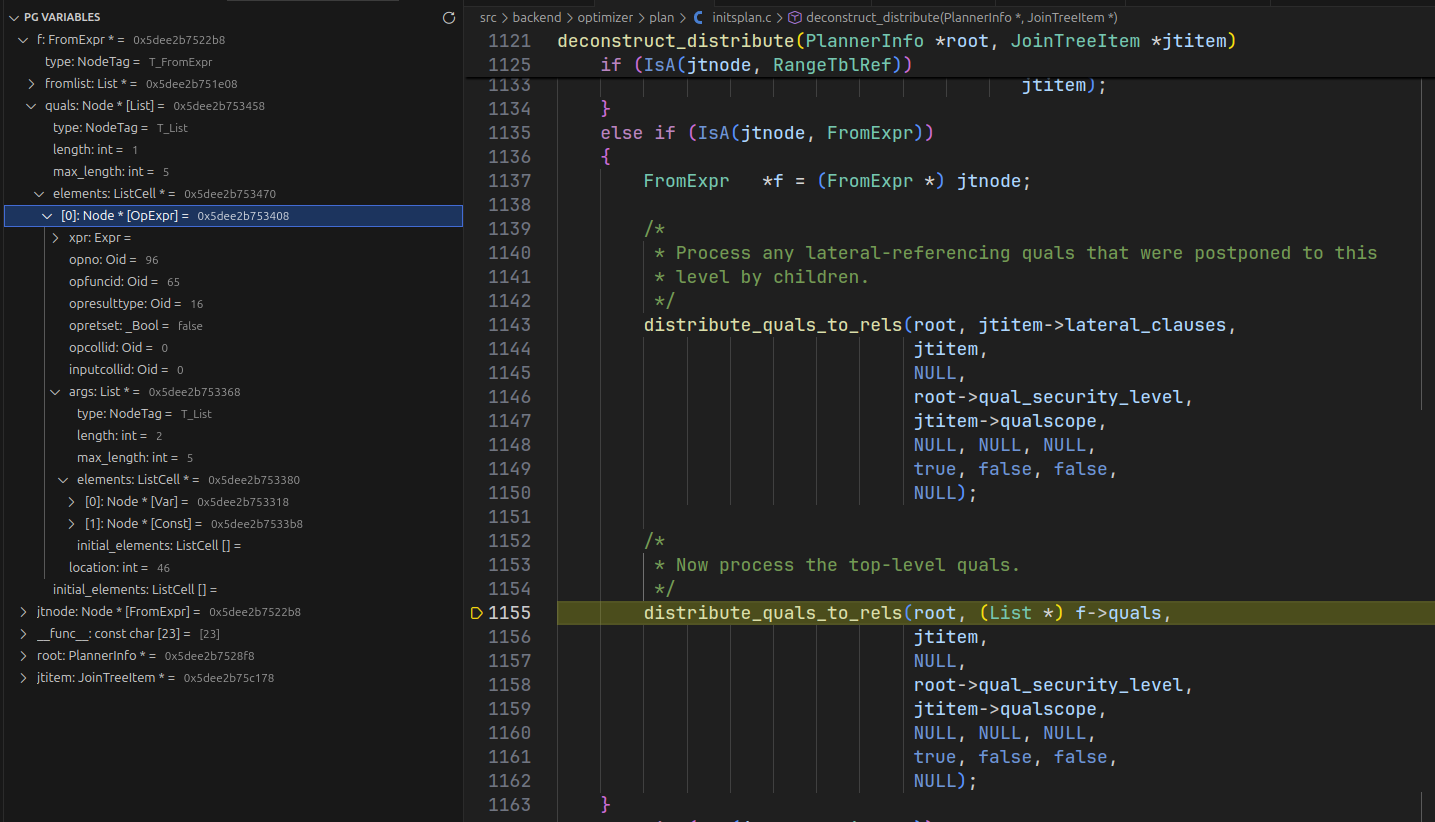 PG VARIABLES
f: FromExpr * = 0x5dee2b7522b8
type: NodeTag = T_FromExpr
fromlist: List * = 0x5dee2b751e08
quals: Node * [List] = 0x5dee2b753458
type: NodeTag = T_List
length: int = 1
max_length: int = 5
elements: ListCell * = 0x5dee2b753470
[0]: Node * [OpExpr] = 0x5dee2b753408
xpr: Expr =
opno: Oid = 96
opfuncid: Oid = 65
opresulttype: Oid = 16
opretset: _Bool = false
opcollid: Oid = 0
inputcollid: Oid = 0
args: List * = 0x5dee2b753368
type: NodeTag = T_List
length: int = 2
max_length: int = 5
elements: ListCell * = 0x5dee2b753380
[0]: Node * [Var] = 0x5dee2b753318
[1]: Node * [Const] = 0x5dee2b7533b8
initial_elements: ListCell [] =
location: int = 46
initial_elements: ListCell [] =
jtnode: Node * [FromExpr] = 0x5dee2b7522b8
__func__: const char [23] = [23]
root: PlannerInfo * = 0x5dee2b7528f8
jtitem: JoinTreeItem * = 0x5dee2b75c178
src > backend > optimizer > plan > C initsplan.c > deconstruct_distribute(PlannerInfo *, JoinTreeItem *)
1121 deconstruct_distribute(PlannerInfo *root, JoinTreeItem *jtitem)
1125 if (IsA(jtnode, RangeTblRef))
1133 jtitem);
1134 }
1135 else if (IsA(jtnode, FromExpr))
1136 {
1137 FromExpr *f = (FromExpr *) jtnode;
1138
1139 /*
1140 * Process any lateral-referencing quals that were postponed to this
1141 * level by children.
1142 */
1143 distribute_quals_to_rels(root, jtitem->lateral_clauses,
1144 jtitem,
1145 NULL,
1146 root->qual_security_level,
1147 jtitem->qualscope,
1148 NULL, NULL, NULL,
1149 true, false, false,
1150 NULL);
1151
1152 /*
1153 * Now process the top-level quals.
1154 */
1155 distribute_quals_to_rels(root, (List *) f->quals,
1156 jtitem,
1157 NULL,
1158 root->qual_security_level,
1159 jtitem->qualscope,
1160 NULL, NULL, NULL,
1161 true, false, false,
1162 NULL);
1163 }